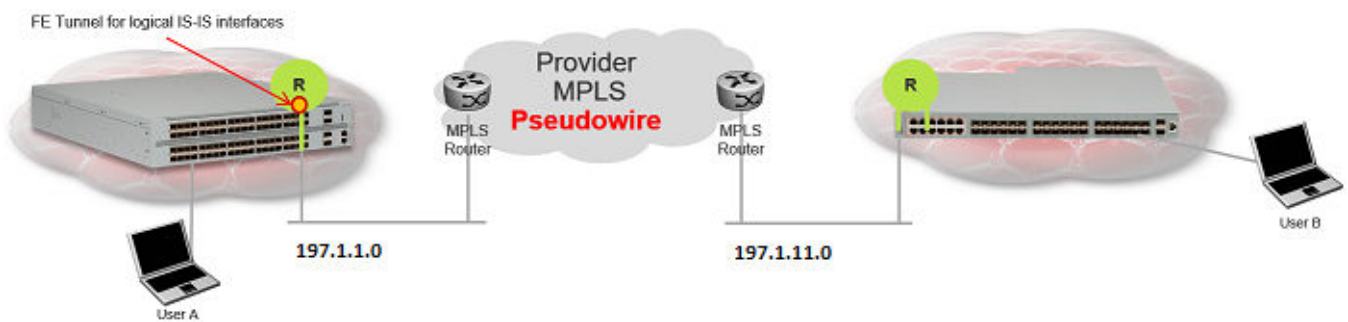 FE Tunnel for logical IS-IS interfaces
R
Provider
MPLS
Pseudowire
MPLS
Router
MPLS
Router
R
User A
197.1.1.0
197.1.11.0
User B